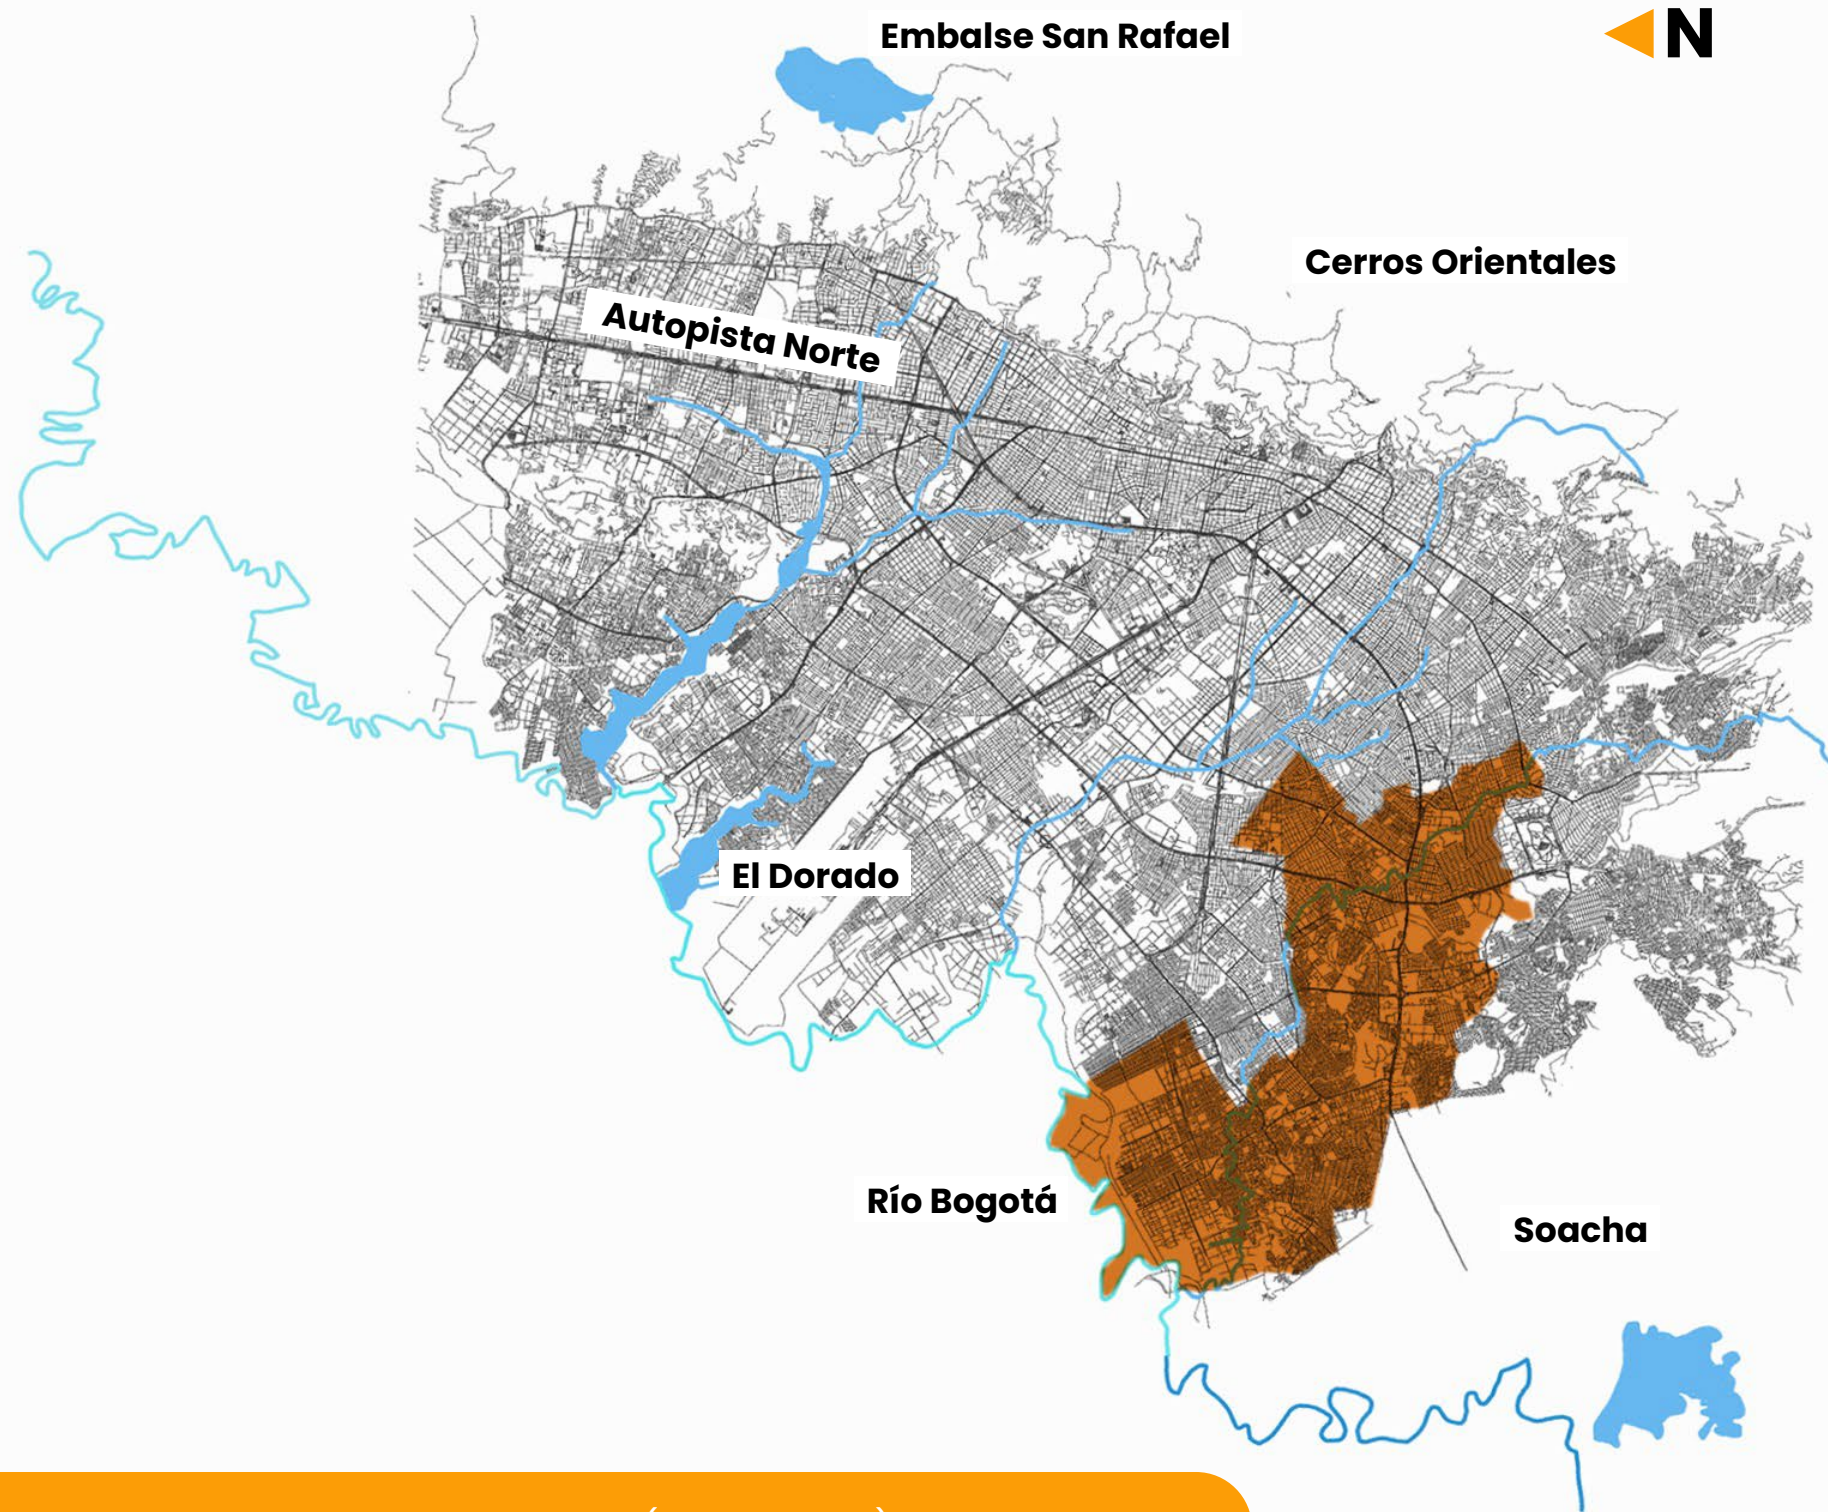 Embalse San Rafael
N
Cerros Orientales
Autopista Norte
El Dorado
Río Bogotá
Soacha